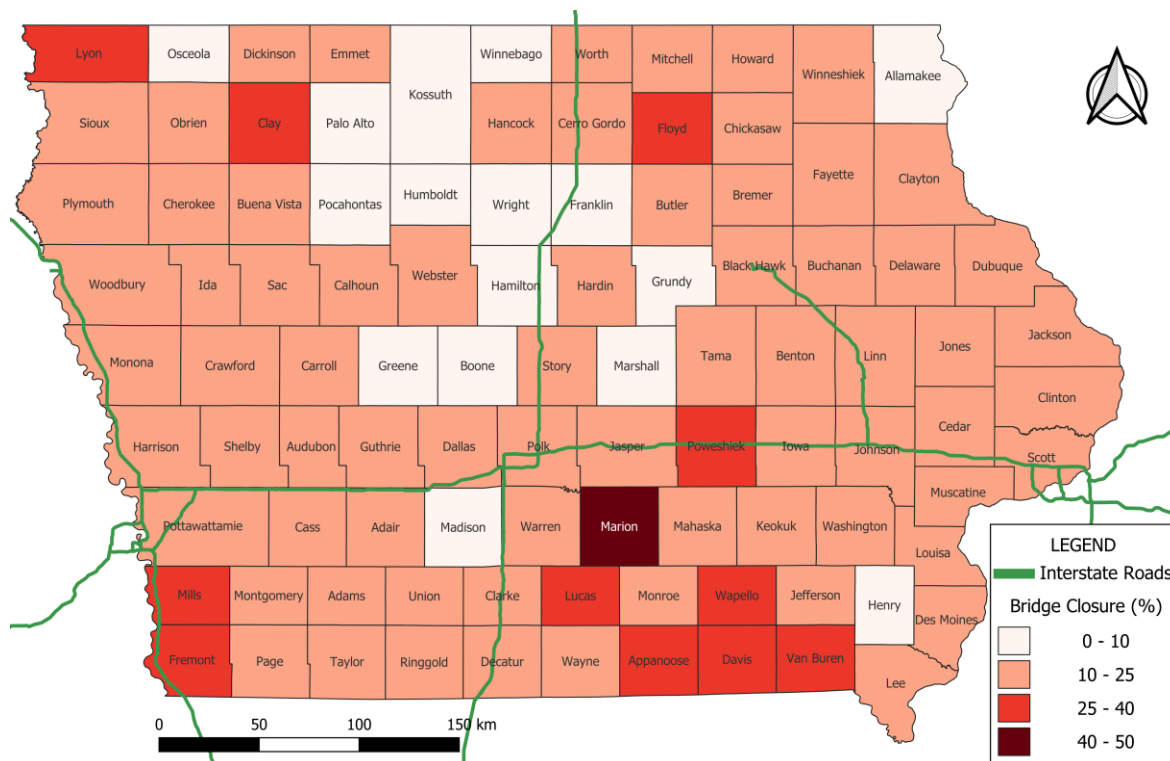 Lyon Osceola Dickinson Emmet Winnebago Worth Mitchell Howard Winneshiek Allamakee
Kossuth
Sioux Obrien Clay Palo Alto Hancock Cerro Gordo Floyd Chickasaw
Fayette Clayton
Plymouth Cherokee Buena Vista Pocahontas Humboldt Wright Franklin Butler Bremer
Woodbury Ida Sac Calhoun Webster Hamilton Hardin Grundy Black Hawk Buchanan Delaware Dubuque
Monona Crawford Carroll Greene Boone Story Marshall Tama Benton Linn Jones Jackson
Clinton
Harrison Shelby Audubon Guthrie Dallas Polk Jasper Poweshiek Iowa Johnson Cedar
Scott
Muscatine
Pottawattamie Cass Adair Madison Warren Marion Mahaska Keokuk Washington
Louisa
Mills Montgomery Adams Union Clarke Lucas Monroe Wapello Jefferson Henry
Des Moines
Fremont Page Taylor Ringgold Decatur Wayne Appanoose Davis Van Buren
Lee
0 50 100 150 km
LEGEND
Interstate Roads
Bridge Closure (%)
0 - 10
10 - 25
25 - 40
40 - 50